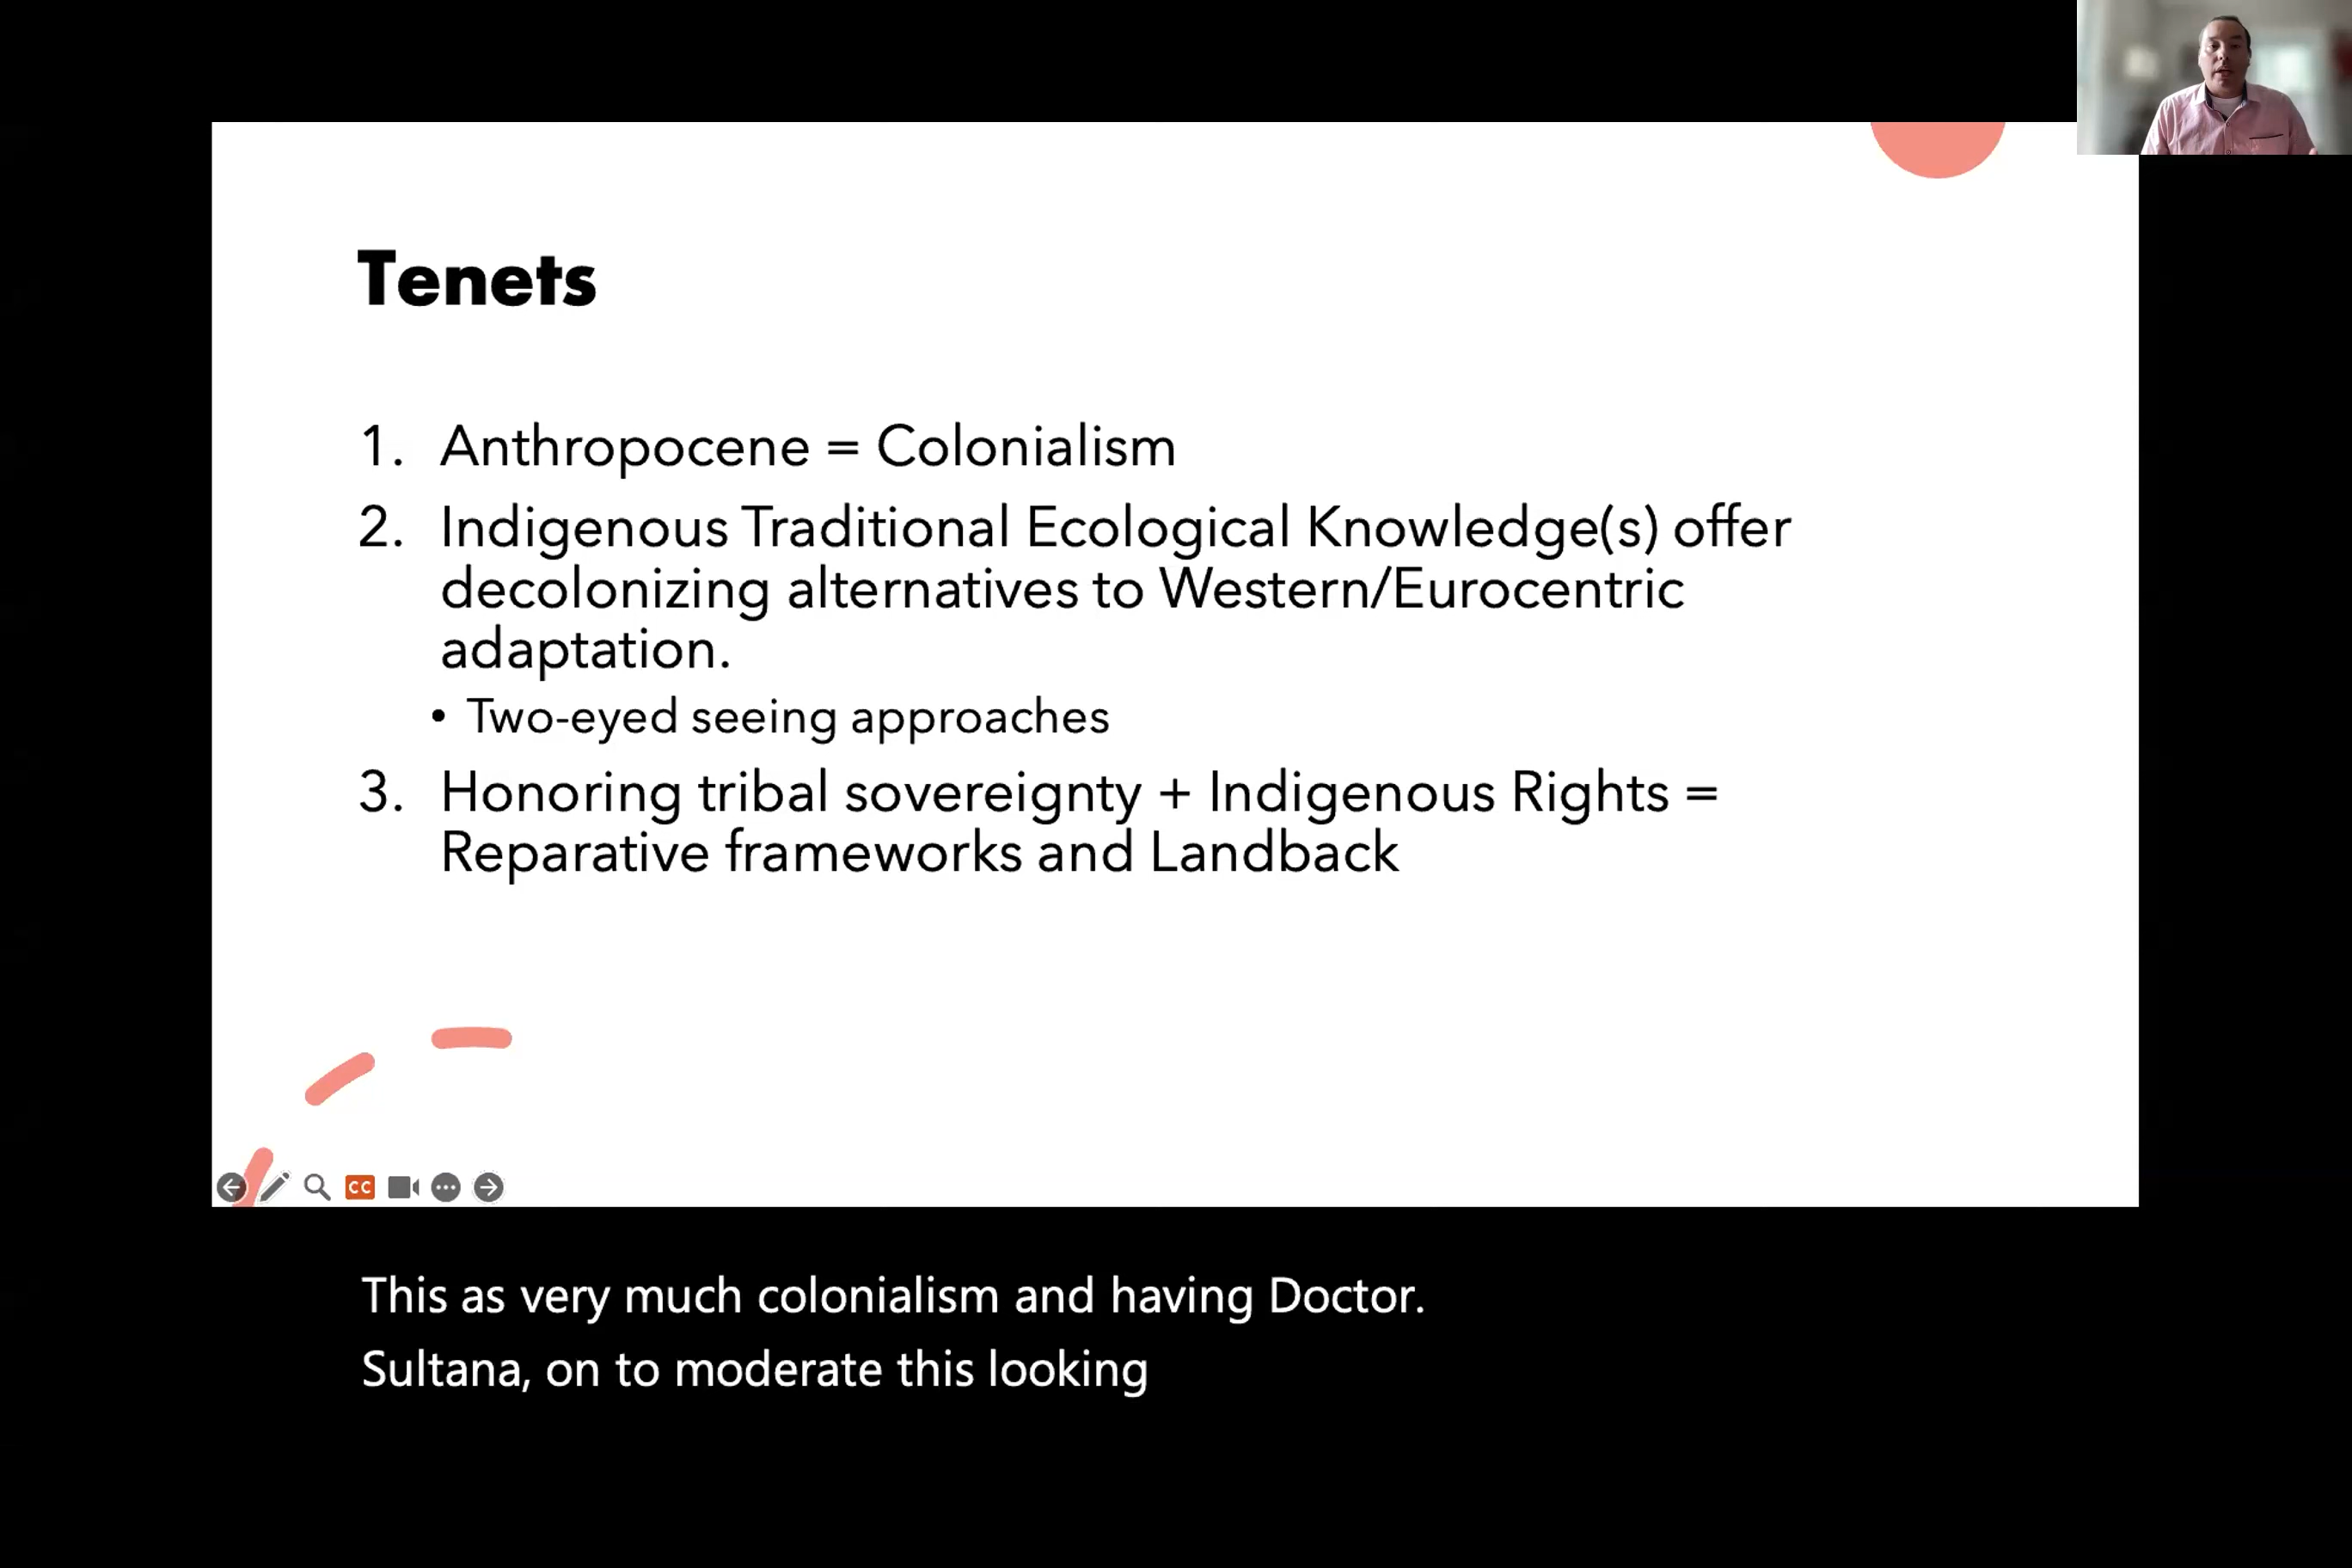 Tenets
1. Anthropocene = Colonialism
2. Indigenous Traditional Ecological Knowledge(s) offer
decolonizing alternatives to Western/Eurocentric
adaptation.
• Two-eyed seeing approaches
3. Honoring tribal sovereignty + Indigenous Rights =
Reparative frameworks and Landback
CC
This as very much colonialism and having Doctor.
Sultana, on to moderate this looking